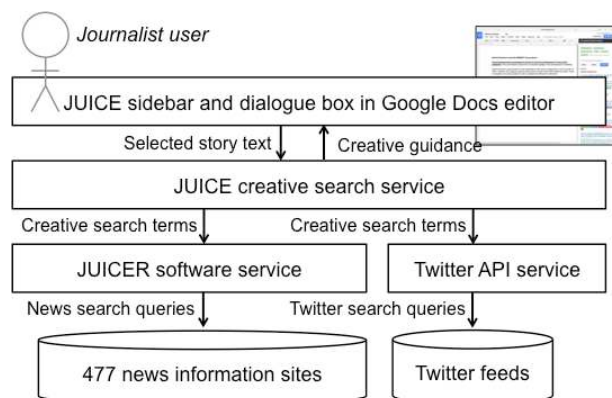 Journalist user
JUICE sidebar and dialogue box in Google Docs editor
Selected story text
Creative guidance
JUICE creative search service
Creative search terms
Creative search terms
JUICER software service
Twitter API service
News search queries
Twitter search queries
477 news information sites
Twitter feeds